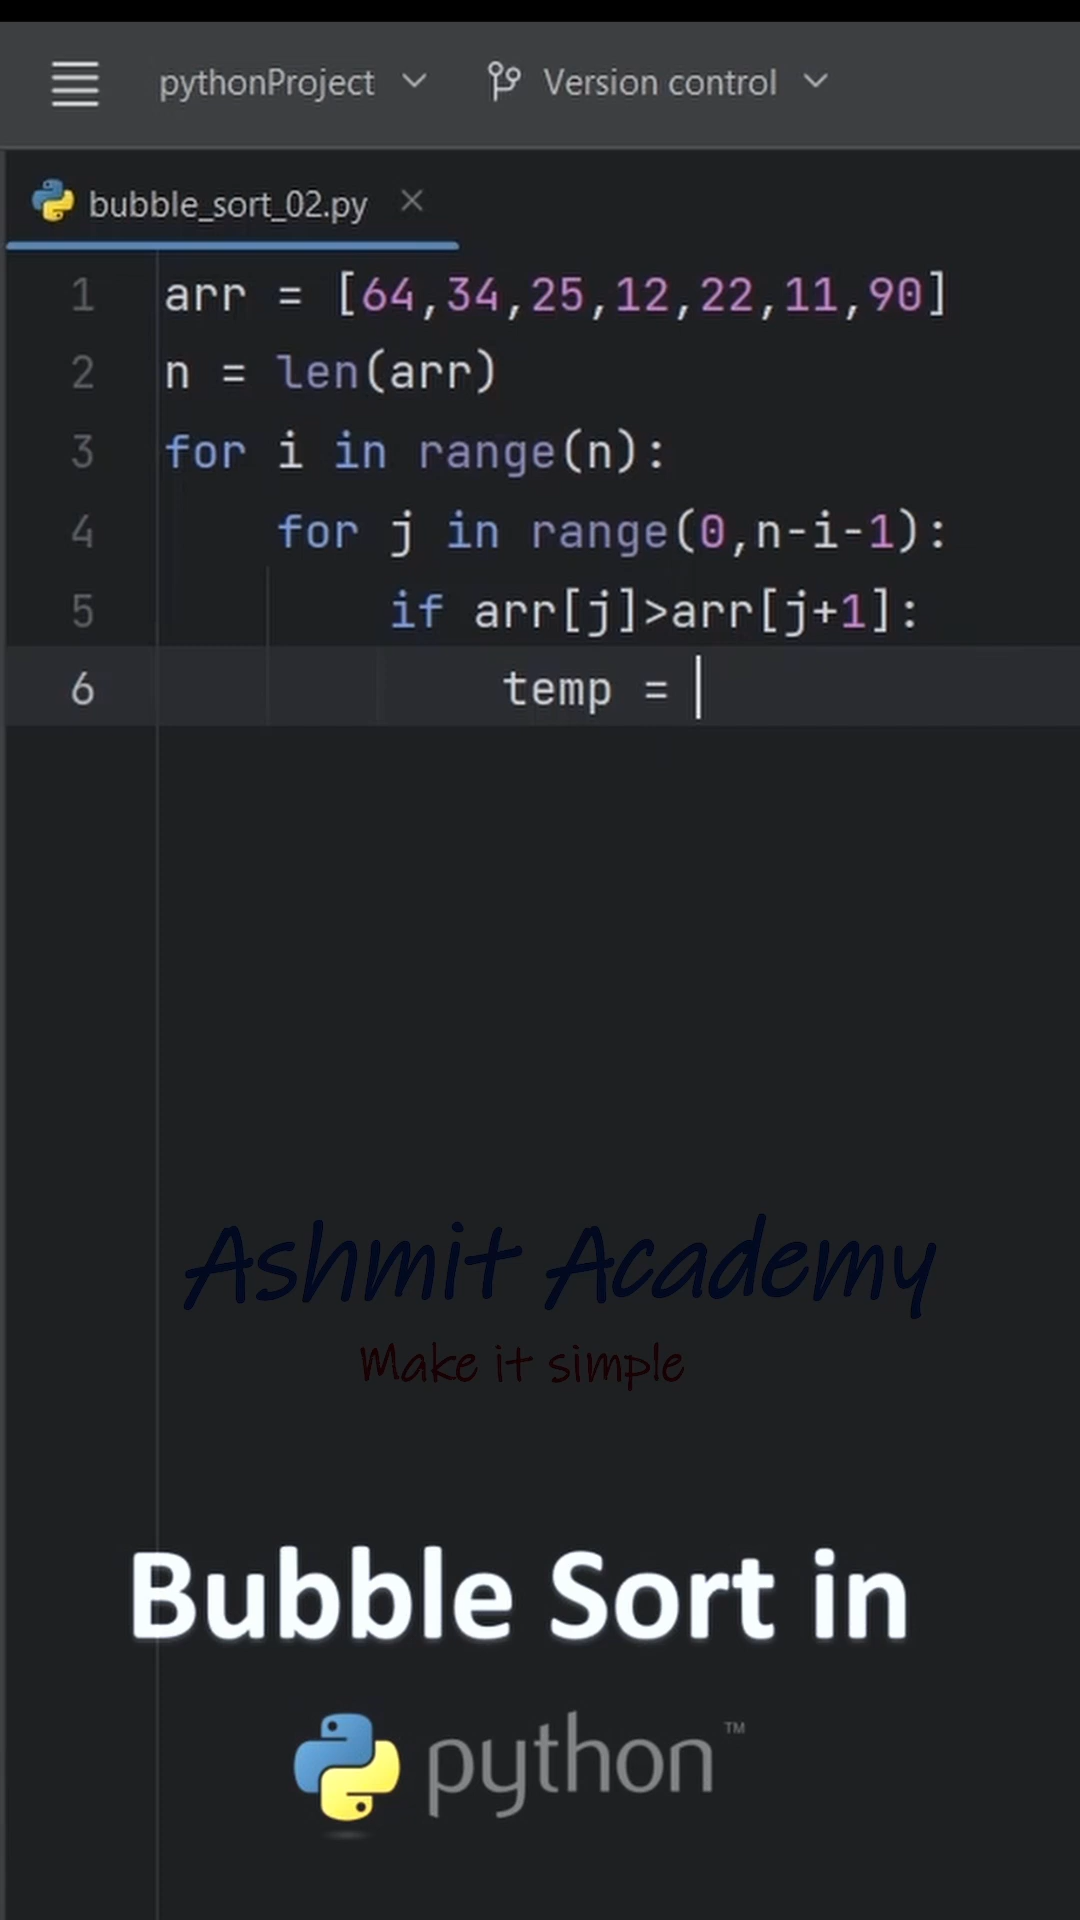 pythonProject Version control
bubble_sort_02.py
1 arr = [64,34,25,12,22,11,90]
2 n = len(arr)
3 for i in range(n):
4 for j in range(0,n-i-1):
5 if arr[j]>arr[j+1]:
6 temp =
Ashmit Academy
Make it simple
Bubble Sort in
python™